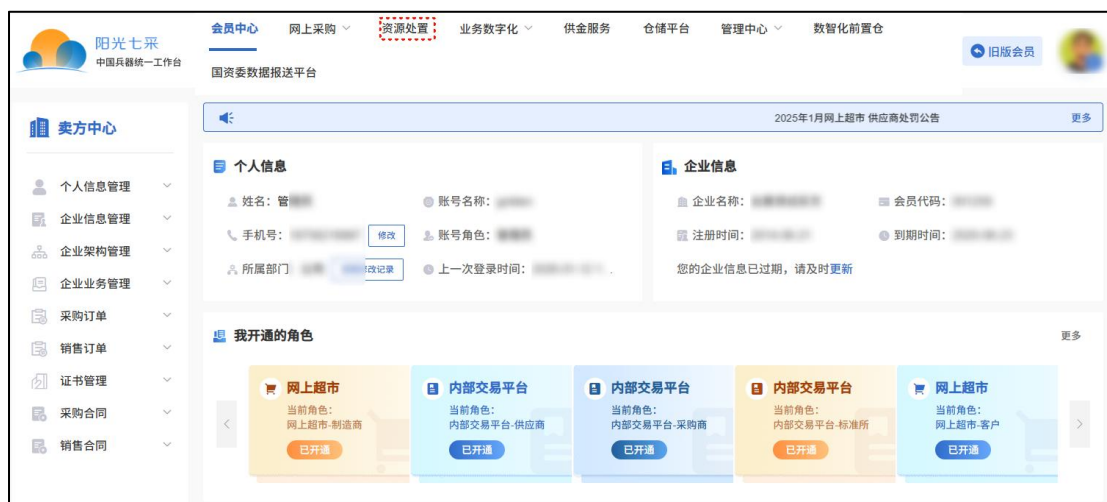 阳光七采
中国兵器统一工作台
会员中心 网上采购 资源处置 业务数字化 供金服务 仓储平台 管理中心 数智化前置仓
国资委数据报送平台
旧版会员
卖方中心
个人信息管理
企业信息管理
企业架构管理
企业业务管理
采购订单
销售订单
证书管理
采购合同
销售合同
2025年1月网上超市 供应商处罚公告 更多
个人信息
姓名：管
账号名称：
手机号： 修改
账号角色：
所属部门 修改记录
上一次登录时间：
企业信息
企业名称：
会员代码：
注册时间：
到期时间：
您的企业信息已过期，请及时更新
我开通的角色 更多
网上超市
当前角色：
网上超市-制造商
已开通
内部交易平台
当前角色：
内部交易平台-供应商
已开通
内部交易平台
当前角色：
内部交易平台-采购商
已开通
内部交易平台
当前角色：
内部交易平台-标准所
已开通
网上超市
当前角色：
网上超市-客户
已开通